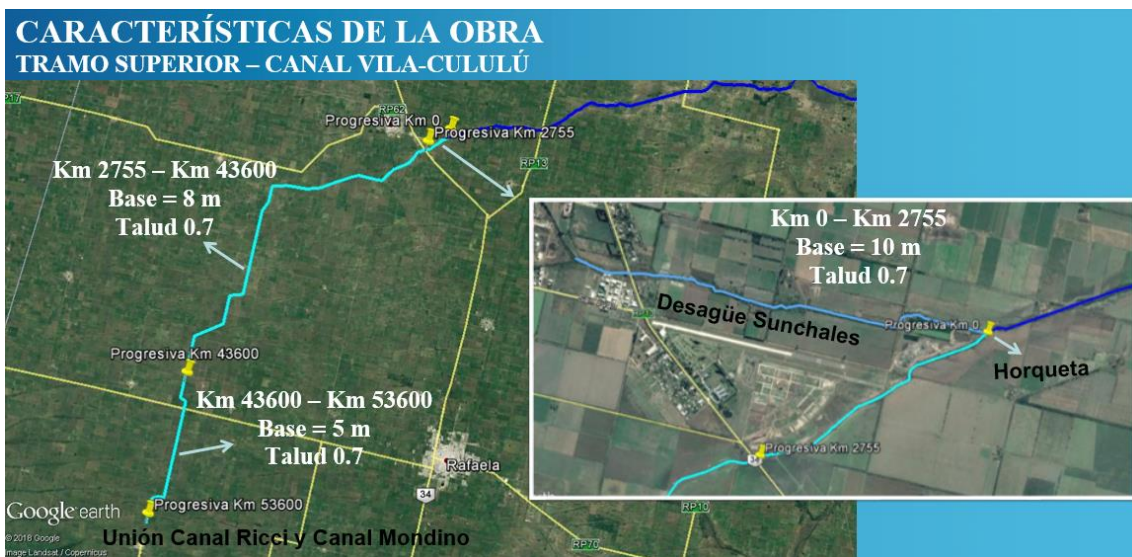 CARACTERÍSTICAS DE LA OBRA
TRAMO SUPERIOR – CANAL VILA-CULULÚ
RP17
RP62
Progresiva Km 0
Progresiva Km 2755
RP13
Km 2755 – Km 43600
Base = 8 m
Talud 0.7
Km 0 – Km 2755
Base = 10 m
Talud 0.7
Desagüe Sunchales
Progresiva Km 0
Horqueta
Progresiva Km 2755
34
Progresiva Km 43600
Km 43600 – Km 53600
Base = 5 m
Talud 0.7
Rafaela
34
Progresiva Km 53600
RP10
Google earth
Unión Canal Ricci y Canal Mondino
© 2016 Google
Image Landsat / Copernicus
RP70